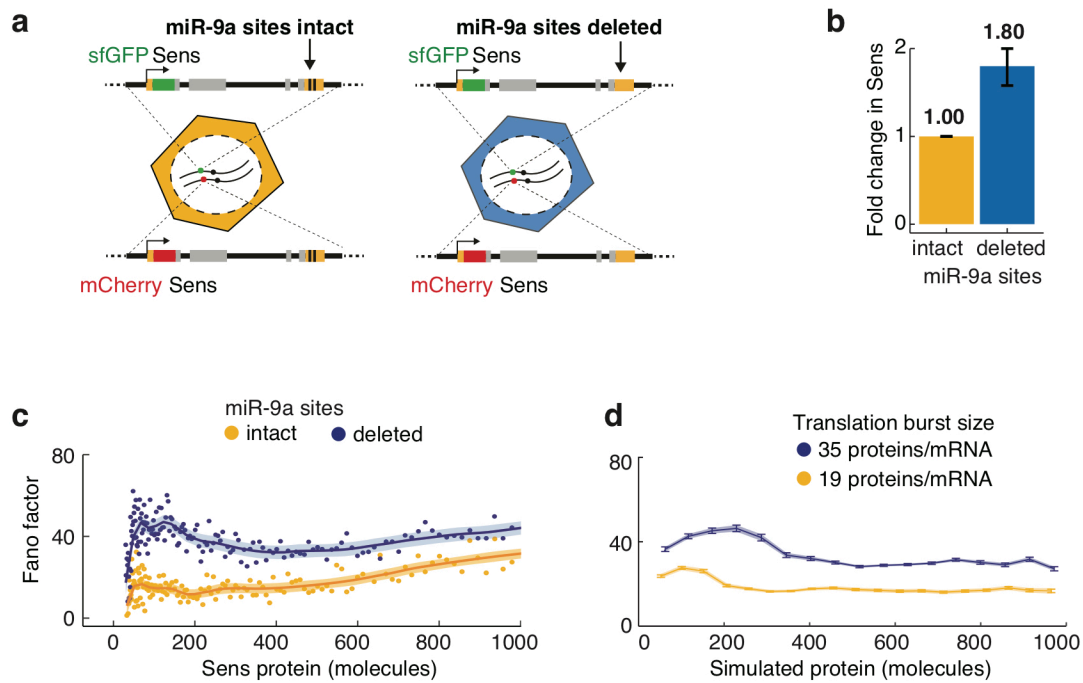 a
miR-9a sites intact
sfGFP Sens
mCherry Sens
miR-9a sites deleted
sfGFP Sens
mCherry Sens
b
Fold change in Sens
2
1
0
1.00
1.80
intact deleted
miR-9a sites
c
miR-9a sites
intact deleted
Fano factor
80
40
0
0 200 400 600 800 1000
Sens protein (molecules)
d
Translation burst size
35 proteins/mRNA
19 proteins/mRNA
80
40
0
0 200 400 600 800 1000
Simulated protein (molecules)